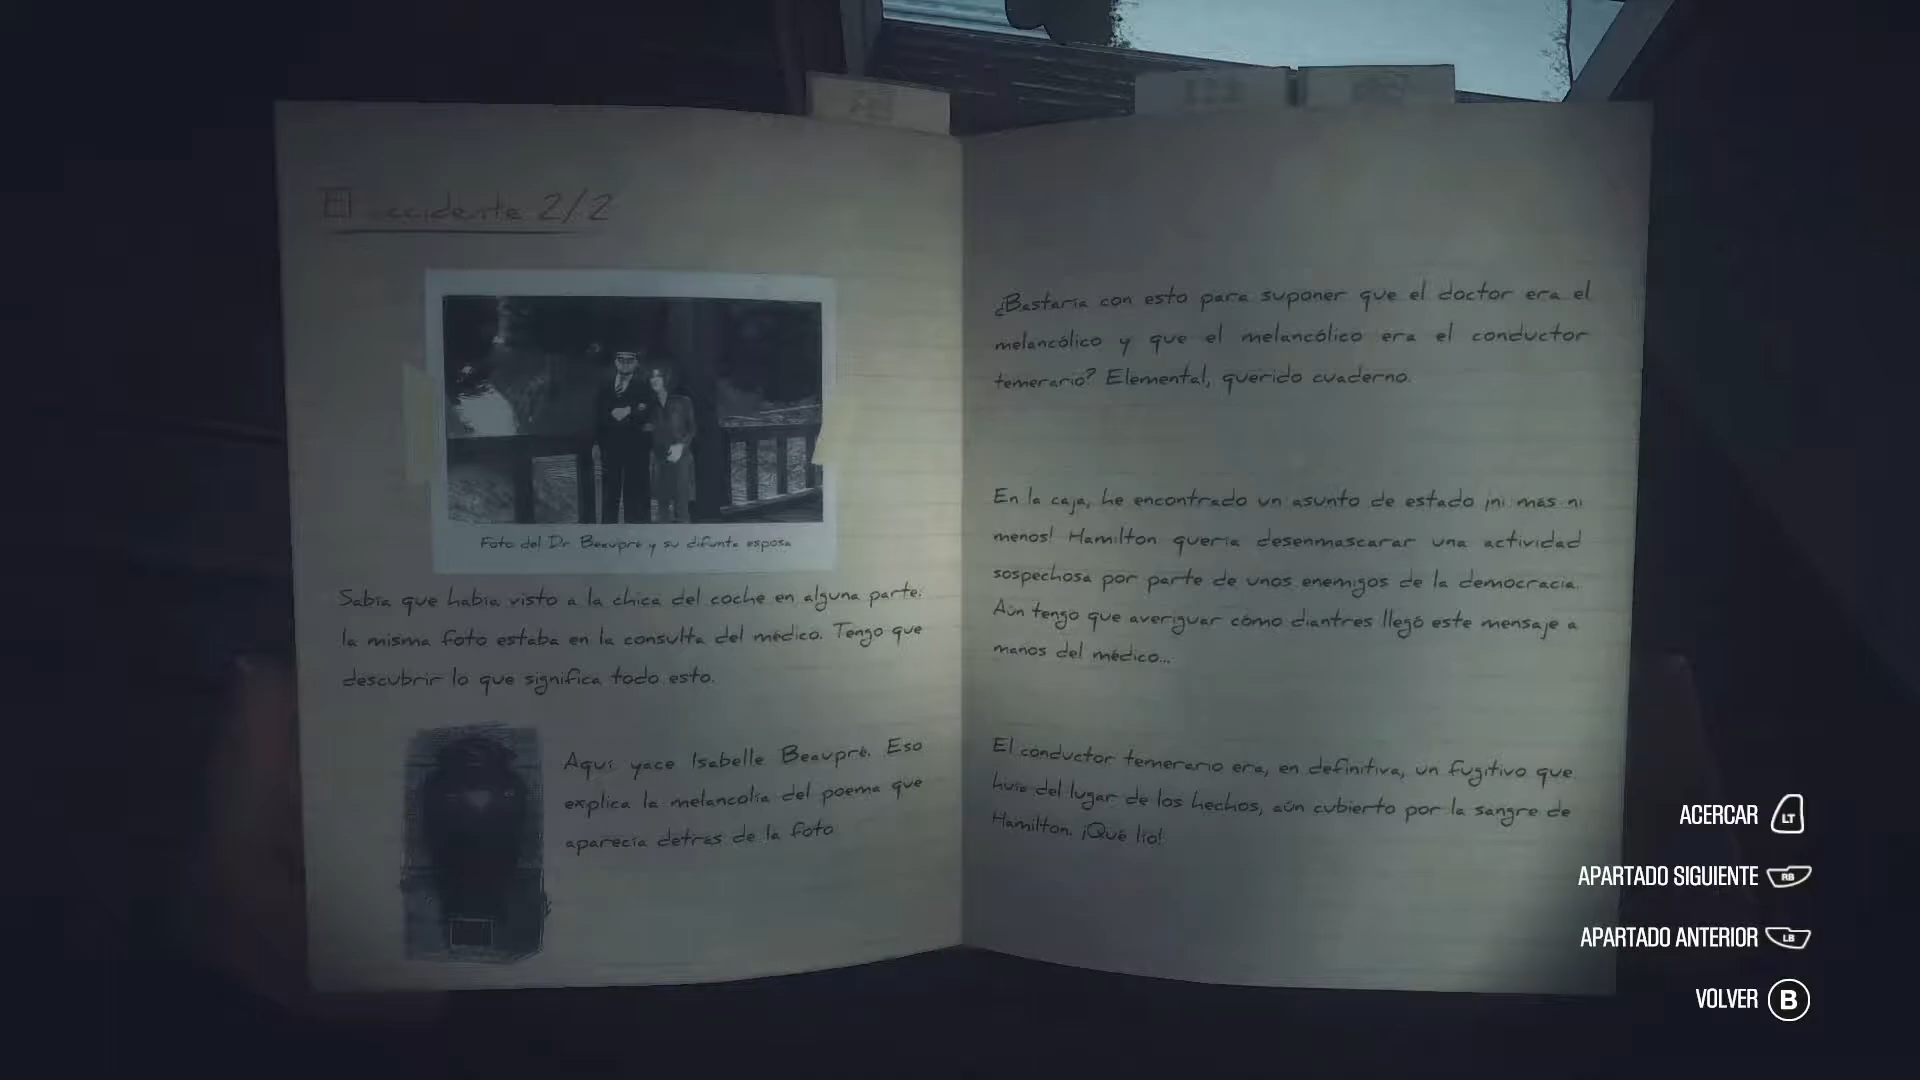 El accidente 2/2
Foto del Dr Beaupré y su difunta esposa
Sabía que había visto a la chica del coche en alguna parte:
la misma foto estaba en la consulta del médico. Tengo que
descubrir lo que significa todo esto.
Aquí yace Isabelle Beaupré. Eso
explica la melancolía del poema que
aparecía detrás de la foto
¿Bastaría con esto para suponer que el doctor era el
melancólico y que el melancólico era el conductor
temerario? Elemental, querido cuaderno.
En la caja, he encontrado un asunto de estado ¡ni más ni
menos! Hamilton quería desenmascarar una actividad
sospechosa por parte de unos enemigos de la democracia.
Aún tengo que averiguar cómo diantres llegó este mensaje a
manos del médico...
El conductor temerario era, en definitiva, un fugitivo que
huía del lugar de los hechos, aún cubierto por la sangre de
Hamilton. ¡Qué lío!
ACERCAR LT
APARTADO SIGUIENTE RB
APARTADO ANTERIOR LB
VOLVER B